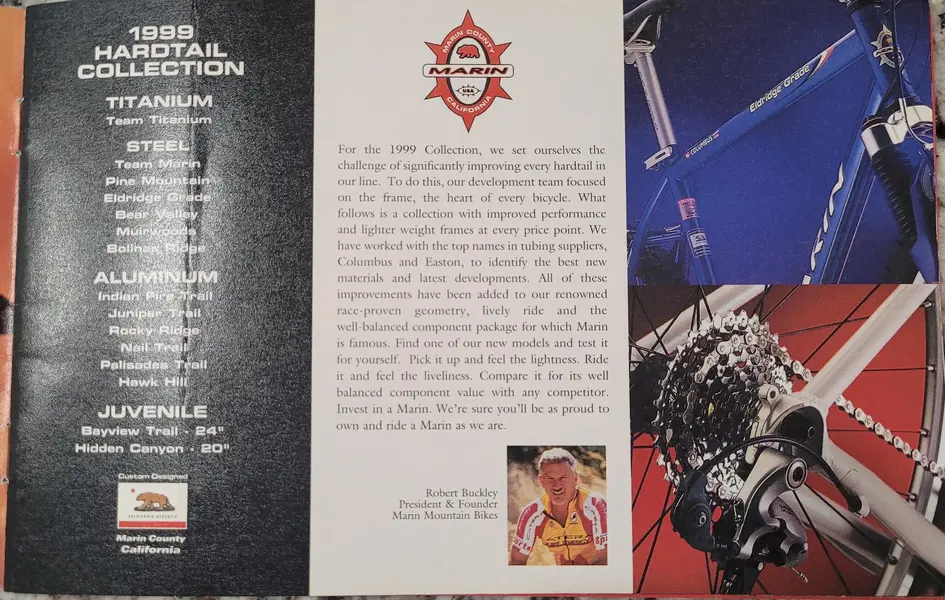 1999
HARDTAIL
COLLECTION
TITANIUM
Team Titanium
STEEL
Team Marin
Pine Mountain
Eldridge Grade
Bear Valley
Muirwoods
Bolinas Ridge
ALUMINUM
Indian Fire Trail
Juniper Trail
Rocky Ridge
Nail Trail
Palisades Trail
Hawk Hill
JUVENILE
Bayview Trail - 24"
Hidden Canyon - 20"
Custom Designed
CALIFORNIA REPUBLIC
Marin County
California
MARIN COUNTY
MARIN
USA
CALIFORNIA
For the 1999 Collection, we set ourselves the
challenge of significantly improving every hardtail in
our line. To do this, our development team focused
on the frame, the heart of every bicycle. What
follows is a collection with improved performance
and lighter weight frames at every price point. We
have worked with the top names in tubing suppliers,
Columbus and Easton, to identify the best new
materials and latest developments. All of these
improvements have been added to our renowned
race-proven geometry, lively ride and the
well-balanced component package for which Marin
is famous. Find one of our new models and test it
for yourself. Pick it up and feel the lightness. Ride
it and feel the liveliness. Compare it for its well
balanced component value with any competitor.
Invest in a Marin. We're sure you'll be as proud to
own and ride a Marin as we are.
Robert Buckley
President & Founder
Marin Mountain Bikes
Eldridge Grade
COLUMBUS